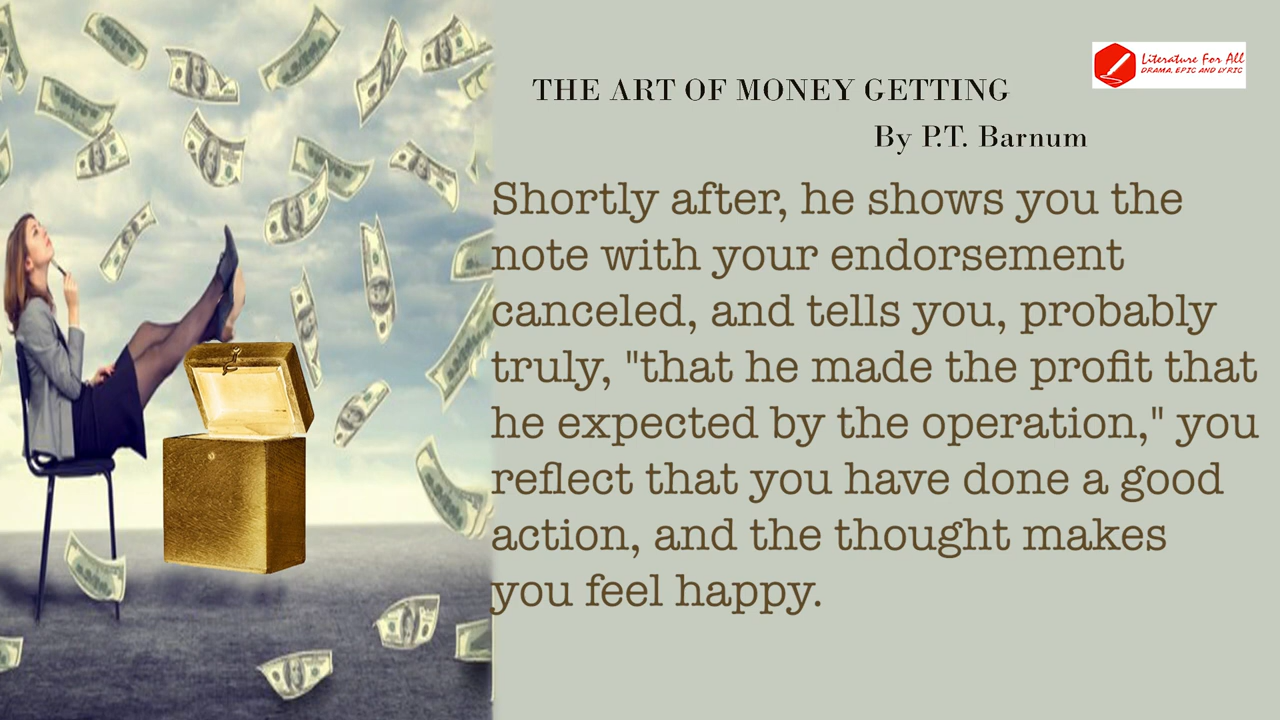 Literature For All
DRAMA, EPIC AND LYRIC
THE ART OF MONEY GETTING
By P.T. Barnum
Shortly after, he shows you the
note with your endorsement
canceled, and tells you, probably
truly, "that he made the profit that
he expected by the operation," you
reflect that you have done a good
action, and the thought makes
you feel happy.